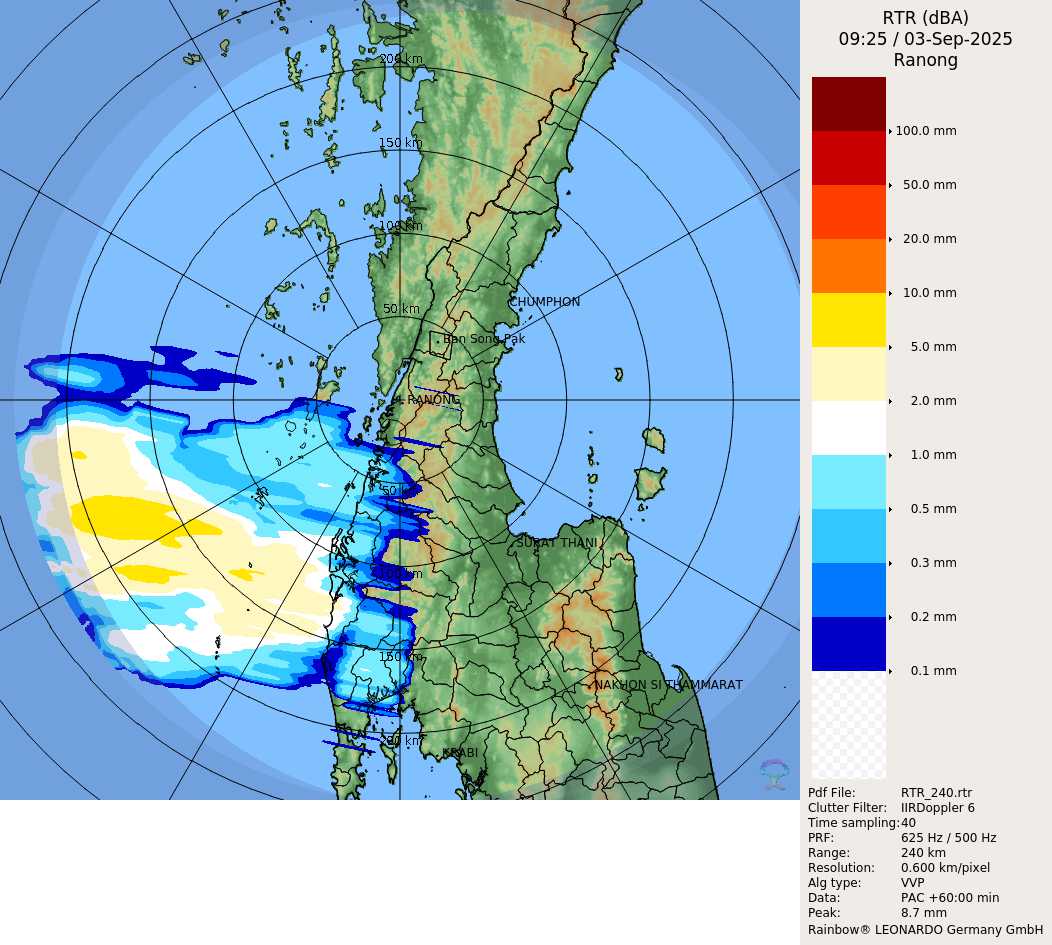 RTR (dBA)
09:25 / 03-Sep-2025
Ranong
200 km
150 km
100 km
50 km
CHUMPHON
Ban Song Pak
RANONG
50 km
SURAT THANI
100 km
150 km
NAKHON SI THAMMARAT
200 km
KRABI
100.0 mm
50.0 mm
20.0 mm
10.0 mm
5.0 mm
2.0 mm
1.0 mm
0.5 mm
0.3 mm
0.2 mm
0.1 mm
Pdf File: RTR_240.rtr
Clutter Filter: IIRDoppler 6
Time sampling:40
PRF: 625 Hz / 500 Hz
Range: 240 km
Resolution: 0.600 km/pixel
Alg type: VVP
Data: PAC +60:00 min
Peak: 8.7 mm
Rainbow® LEONARDO Germany GmbH